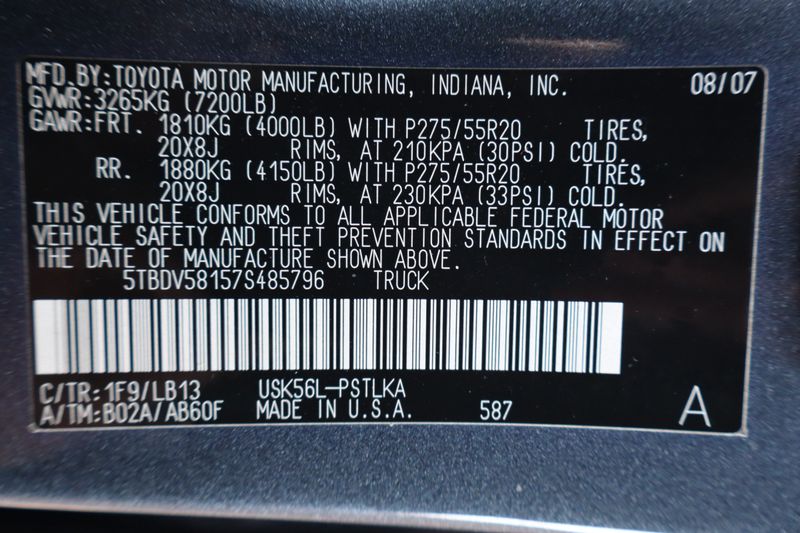 MFD.BY:TOYOTA MOTOR MANUFACTURING, INDIANA, INC. 08/07
GVWR:3265KG (7200LB)
GAWR:FRT. 1810KG (4000LB) WITH P275/55R20 TIRES,
20X8J RIMS, AT 210KPA (30PSI) COLD.
RR. 1880KG (4150LB) WITH P275/55R20 TIRES,
20X8J RIMS, AT 230KPA (33PSI) COLD.
THIS VEHICLE CONFORMS TO ALL APPLICABLE FEDERAL MOTOR
VEHICLE SAFETY AND THEFT PREVENTION STANDARDS IN EFFECT ON
THE DATE OF MANUFACTURE SHOWN ABOVE.
5TBDV58157S485796 TRUCK
C/TR:1F9/LB13 USK56L-PSTLKA
A/TM:B02A/AB60F MADE IN U.S.A. 587 A